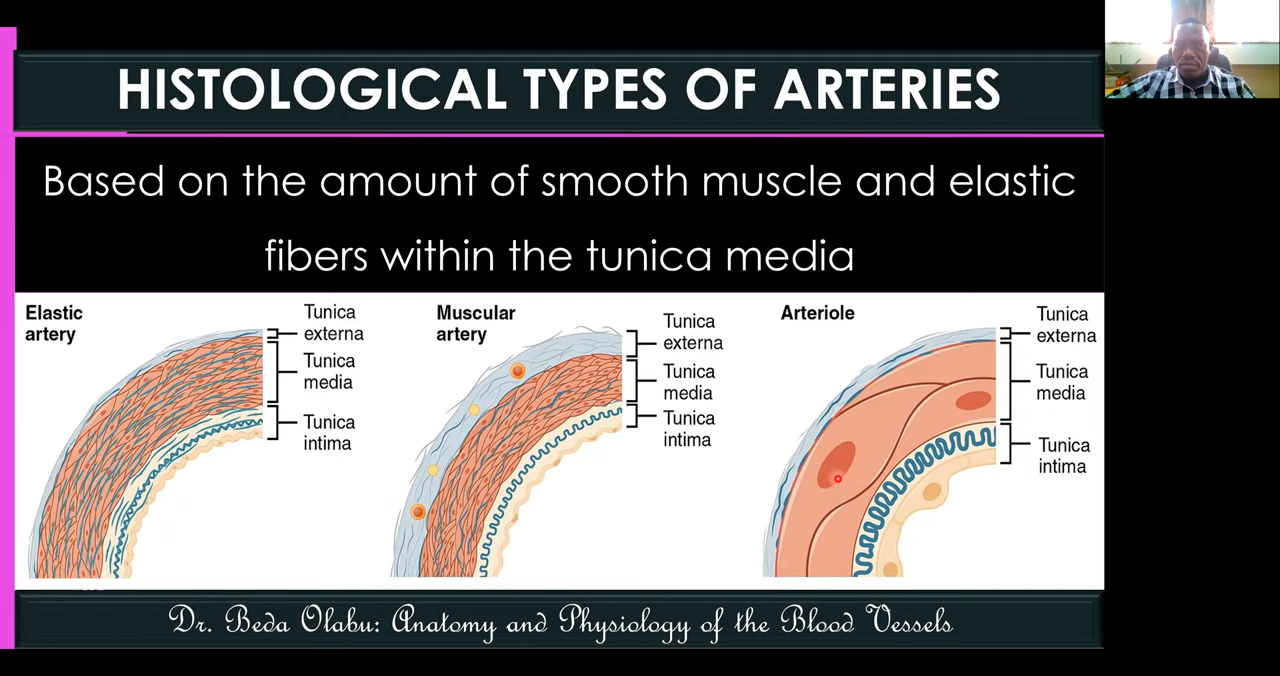 HISTOLOGICAL TYPES OF ARTERIES
Based on the amount of smooth muscle and elastic
fibers within the tunica media
Elastic
artery
Tunica
externa
Tunica
media
Tunica
intima
Muscular
artery
Tunica
externa
Tunica
media
Tunica
intima
Arteriole
Tunica
externa
Tunica
media
Tunica
intima
Dr. Beda Olabu: Anatomy and Physiology of the Blood Vessels